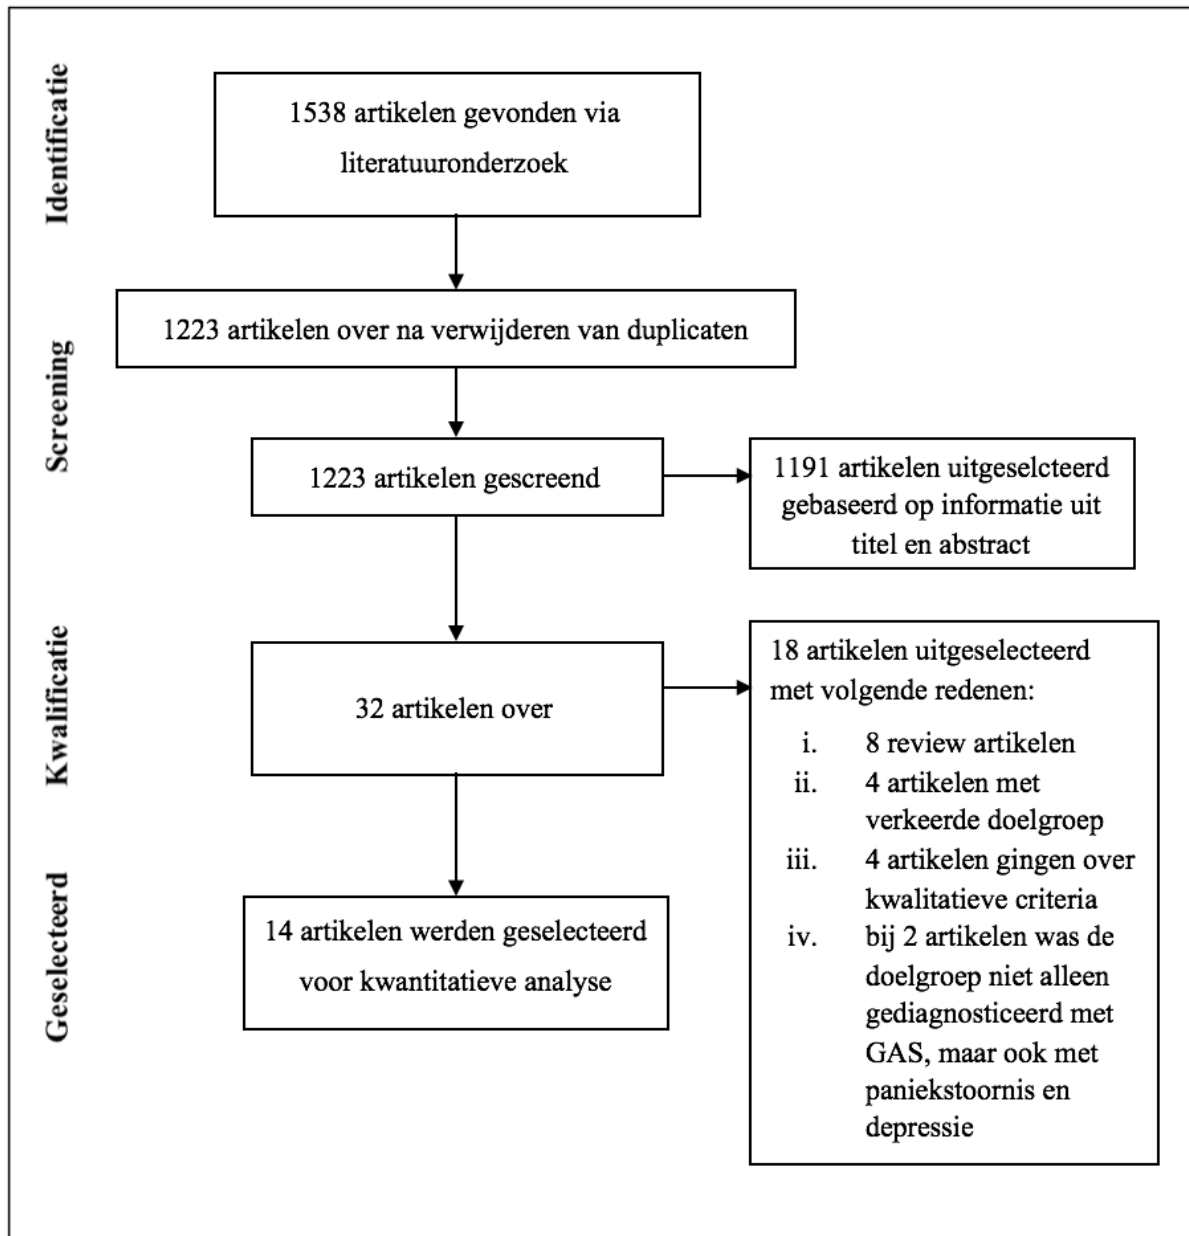 Identificatie
1538 artikelen gevonden via
literatuuronderzoek
Screening
1223 artikelen over na verwijderen van duplicaten
1223 artikelen gescreend
1191 artikelen uitgeselcteerd
gebaseerd op informatie uit
titel en abstract
Kwalificatie
32 artikelen over
18 artikelen uitgeselecteerd
met volgende redenen:
i. 8 review artikelen
ii. 4 artikelen met
verkeerde doelgroep
iii. 4 artikelen gingen over
kwalitatieve criteria
iv. bij 2 artikelen was de
doelgroep niet alleen
gediagnosticeerd met
GAS, maar ook met
paniekstoornis en
depressie
Geselecteerd
14 artikelen werden geselecteerd
voor kwantitatieve analyse